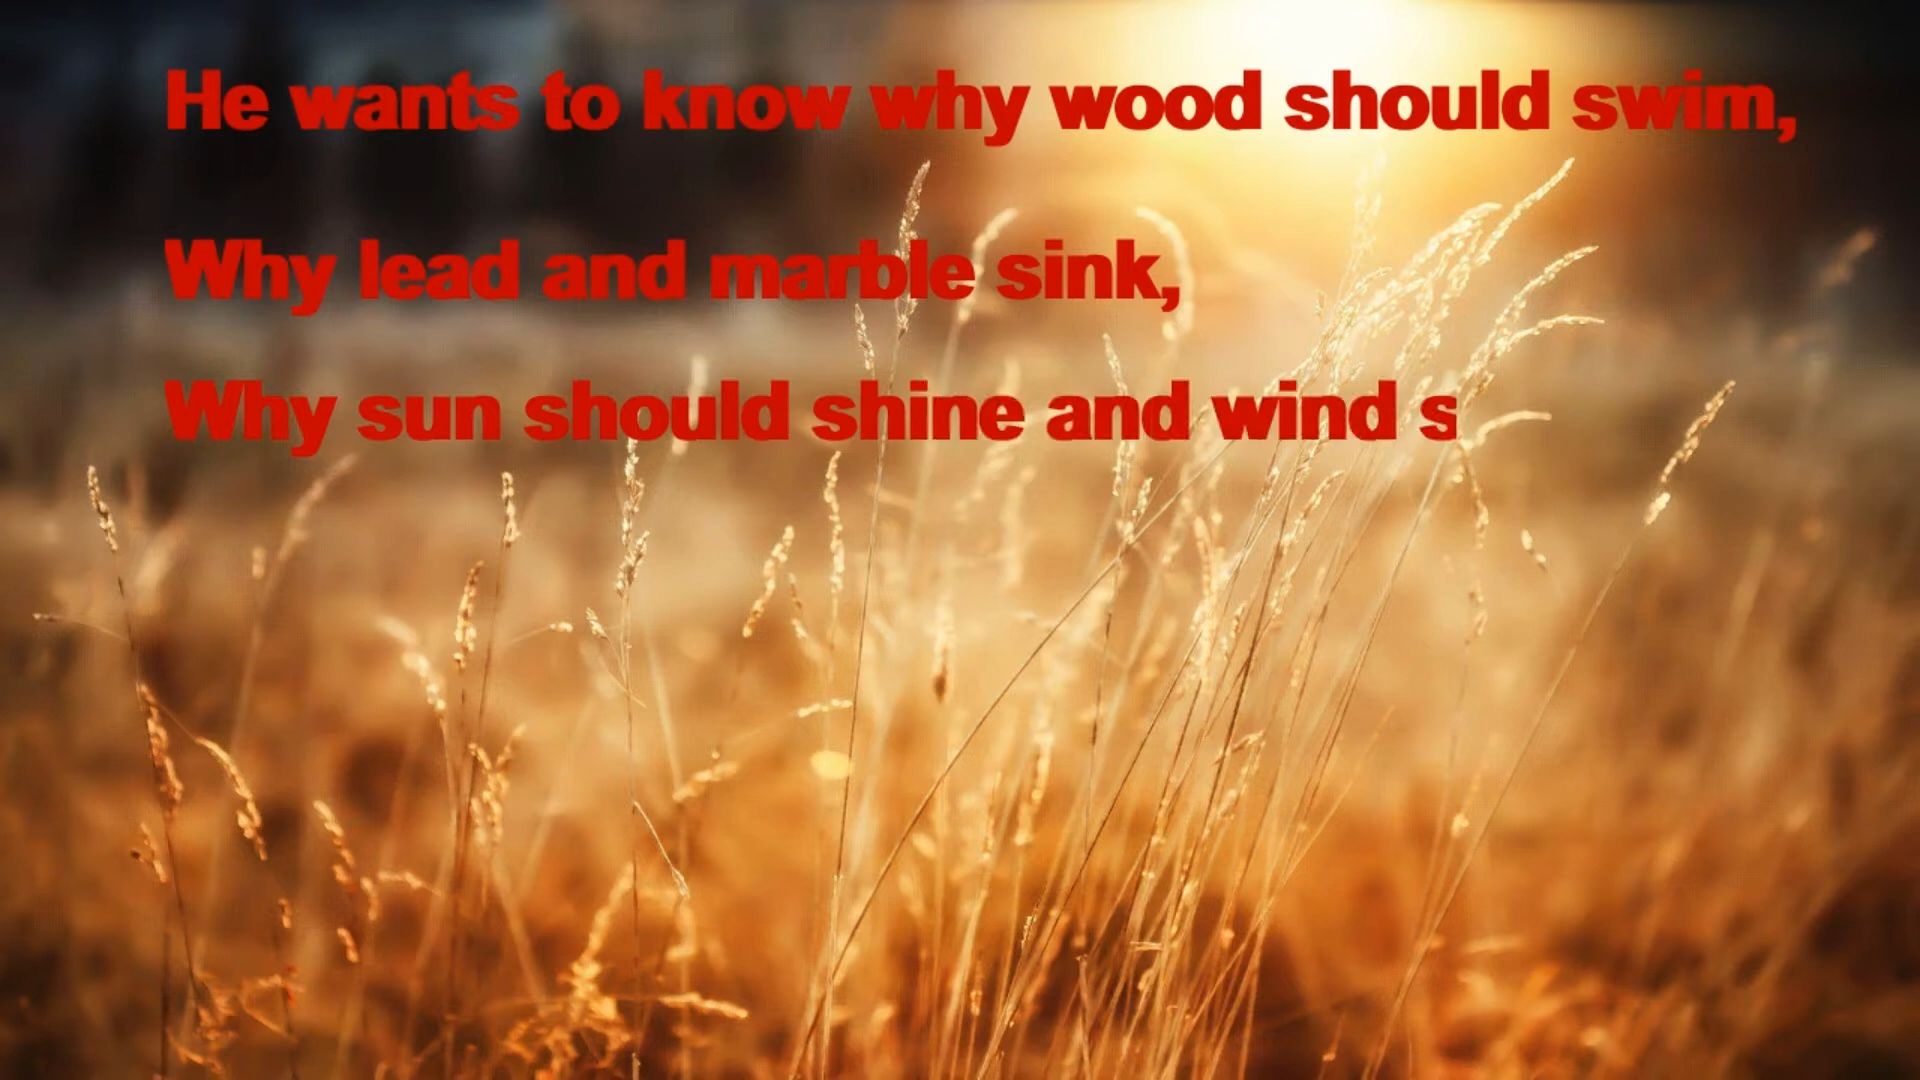 He wants to know why wood should swim,
Why lead and marble sink,
Why sun should shine and wind s